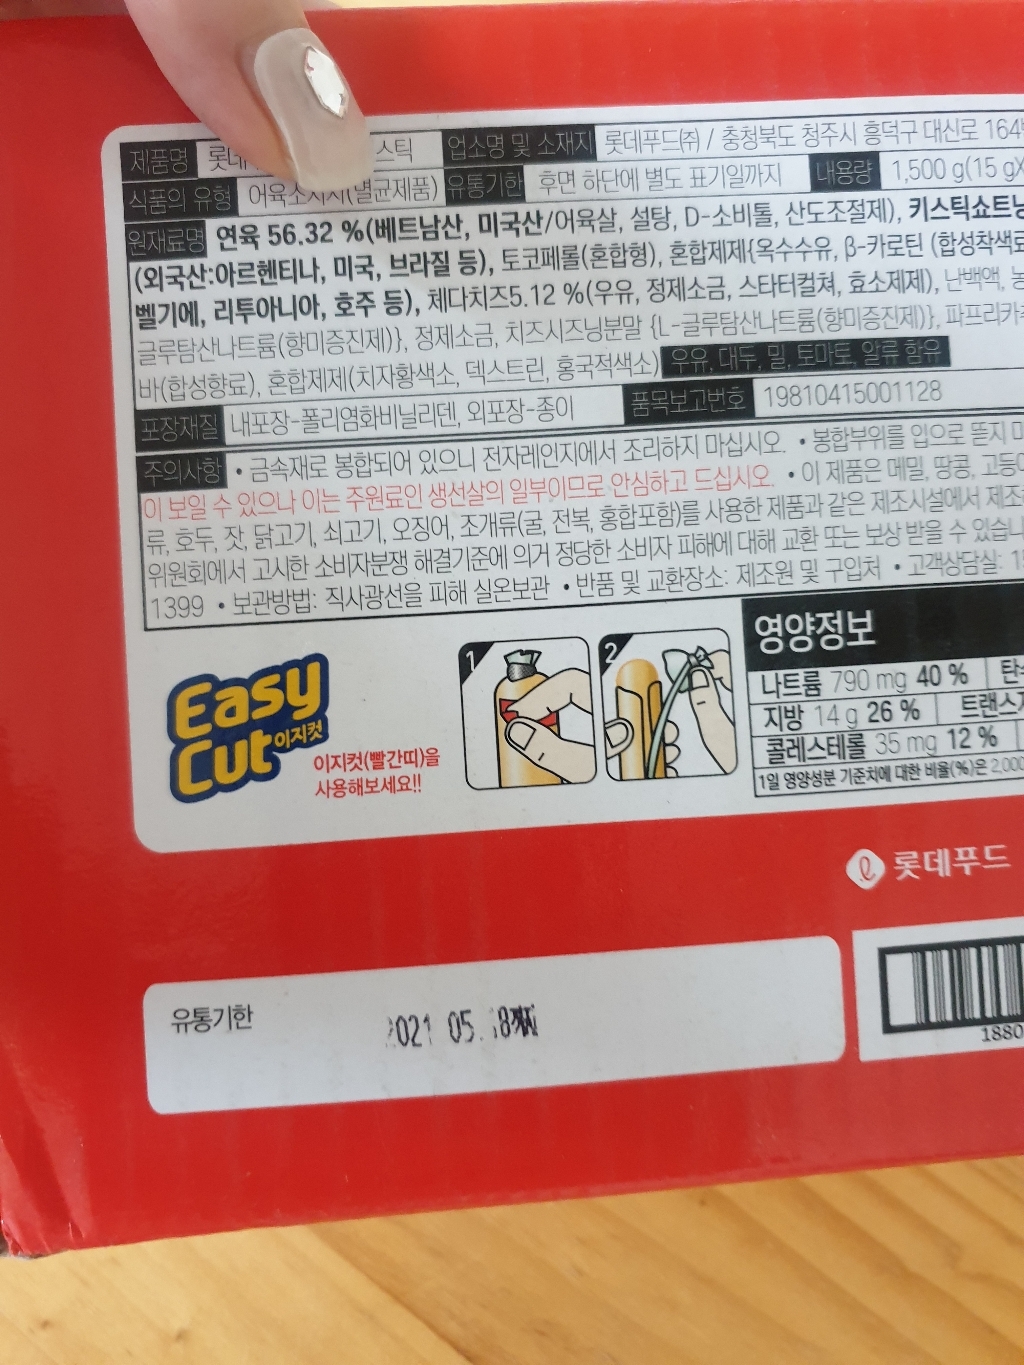 제품명 롯데 스틱 업소명 및 소재지 롯데푸드(주) / 충청북도 청주시 흥덕구 대신로 164
식품의 유형 어육소시지(멸균제품) 유통기한 후면 하단에 별도 표기일까지 내용량 1,500 g(15 gX
원재료명 연육 56.32 %(베트남산, 미국산/어육살, 설탕, D-소비톨, 산도조절제), 키스틱쇼트닝
(외국산:아르헨티나, 미국, 브라질 등), 토코페롤(혼합형), 혼합제제{옥수수유, β-카로틴 (합성착색료
벨기에, 리투아니아, 호주 등), 체다치즈5.12 %(우유, 정제소금, 스타터컬쳐, 효소제제), 난백액,
글루탐산나트륨(향미증진제)}, 정제소금, 치즈시즈닝분말 {L-글루탐산나트륨(향미증진제)}, 파프리카
바(합성향료), 혼합제제(치자황색소, 덱스트린, 홍국적색소) 우유, 대두, 밀, 토마토, 알류 함유
포장재질 내포장-폴리염화비닐리덴, 외포장-종이 품목보고번호 19810415001128
주의사항 • 금속재로 봉합되어 있으니 전자레인지에서 조리하지 마십시오. • 봉합부위를 입으로 뜯지 마
이 보일 수 있으나 이는 주원료인 생선살의 일부이므로 안심하고 드십시오. • 이 제품은 메밀, 땅콩, 고등어
류, 호두, 잣, 닭고기, 쇠고기, 오징어, 조개류(굴, 전복, 홍합포함)를 사용한 제품과 같은 제조시설에서 제조
위원회에서 고시한 소비자분쟁 해결기준에 의거 정당한 소비자 피해에 대해 교환 또는 보상 받을 수 있습니
1399 • 보관방법: 직사광선을 피해 실온보관 • 반품 및 교환장소: 제조원 및 구입처 • 고객상담실:
Easy
Cut 이지컷
이지컷(빨간띠)을
사용해보세요!!
1
2
영양정보
나트륨 790 mg 40 % 탄
지방 14 g 26 % 트랜스
콜레스테롤 35 mg 12 %
1일 영양성분 기준치에 대한 비율(%)은 2,000
롯데푸드
유통기한
2021 05.
1880